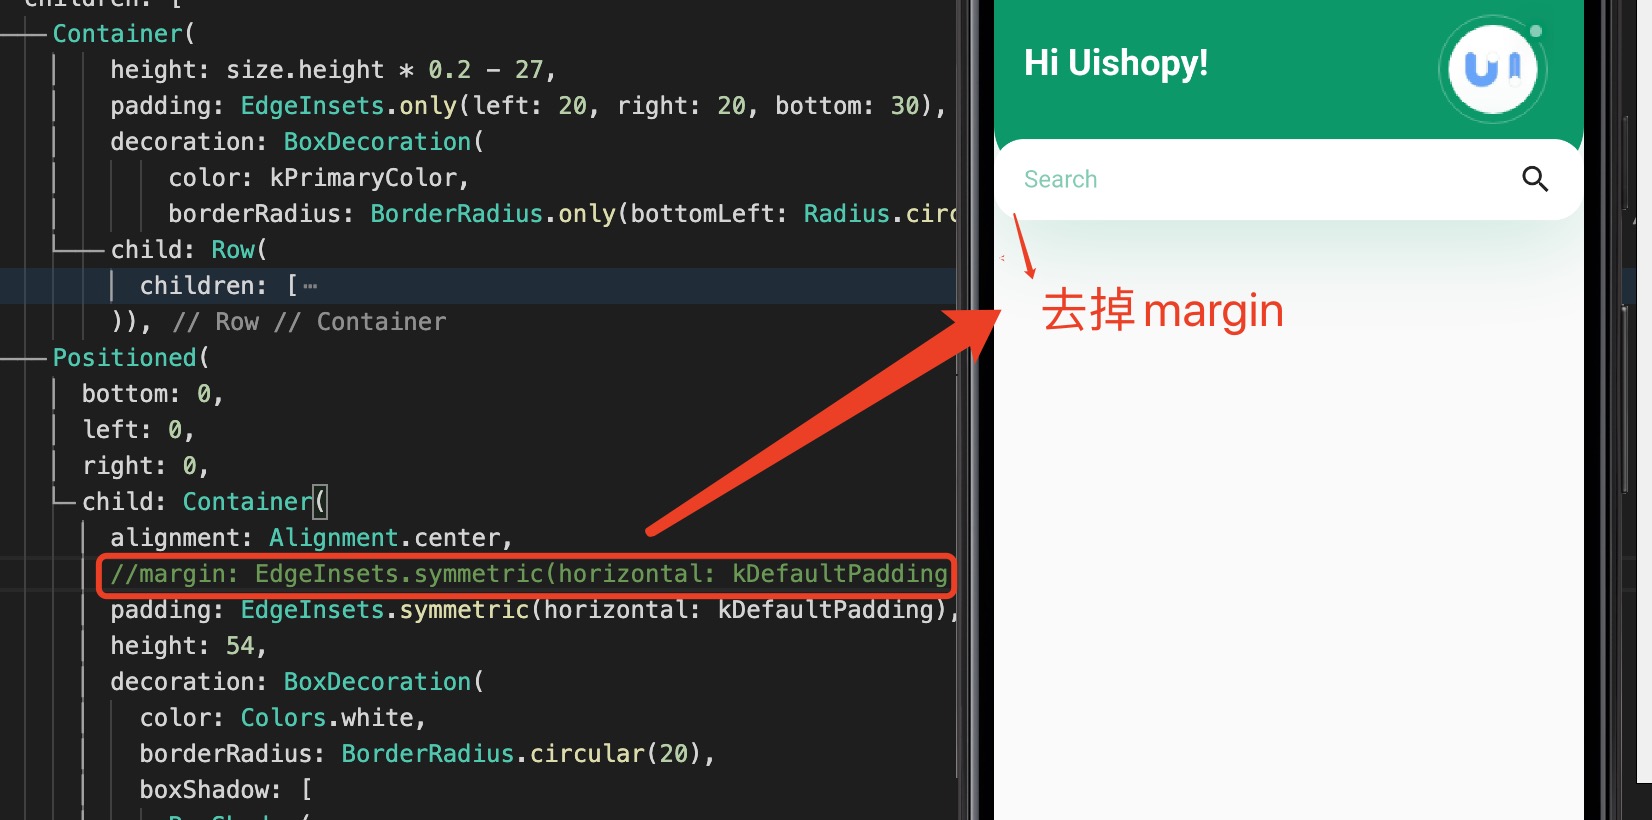 children: [
Container(
height: size.height * 0.2 - 27,
padding: EdgeInsets.only(left: 20, right: 20, bottom: 30),
decoration: BoxDecoration(
color: kPrimaryColor,
borderRadius: BorderRadius.only(bottomLeft: Radius.circ
child: Row(
children: [⋯
)), // Row // Container
Positioned(
bottom: 0,
left: 0,
right: 0,
child: Container(
alignment: Alignment.center,
//margin: EdgeInsets.symmetric(horizontal: kDefaultPadding
padding: EdgeInsets.symmetric(horizontal: kDefaultPadding),
height: 54,
decoration: BoxDecoration(
color: Colors.white,
borderRadius: BorderRadius.circular(20),
boxShadow: [
Hi Uishopy!
UI
Search
去掉margin